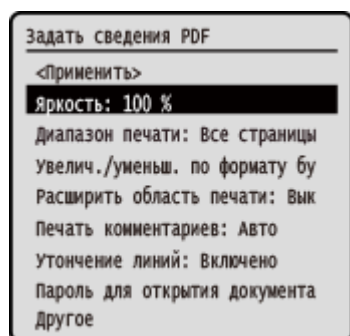 Задать сведения PDF
<Применить>
Яркость: 100 %
Диапазон печати: Все страницы
Увелич./уменьш. по формату бу
Расширить область печати: Вык
Печать комментариев: Авто
Утончение линий: Включено
Пароль для открытия документа
Другое